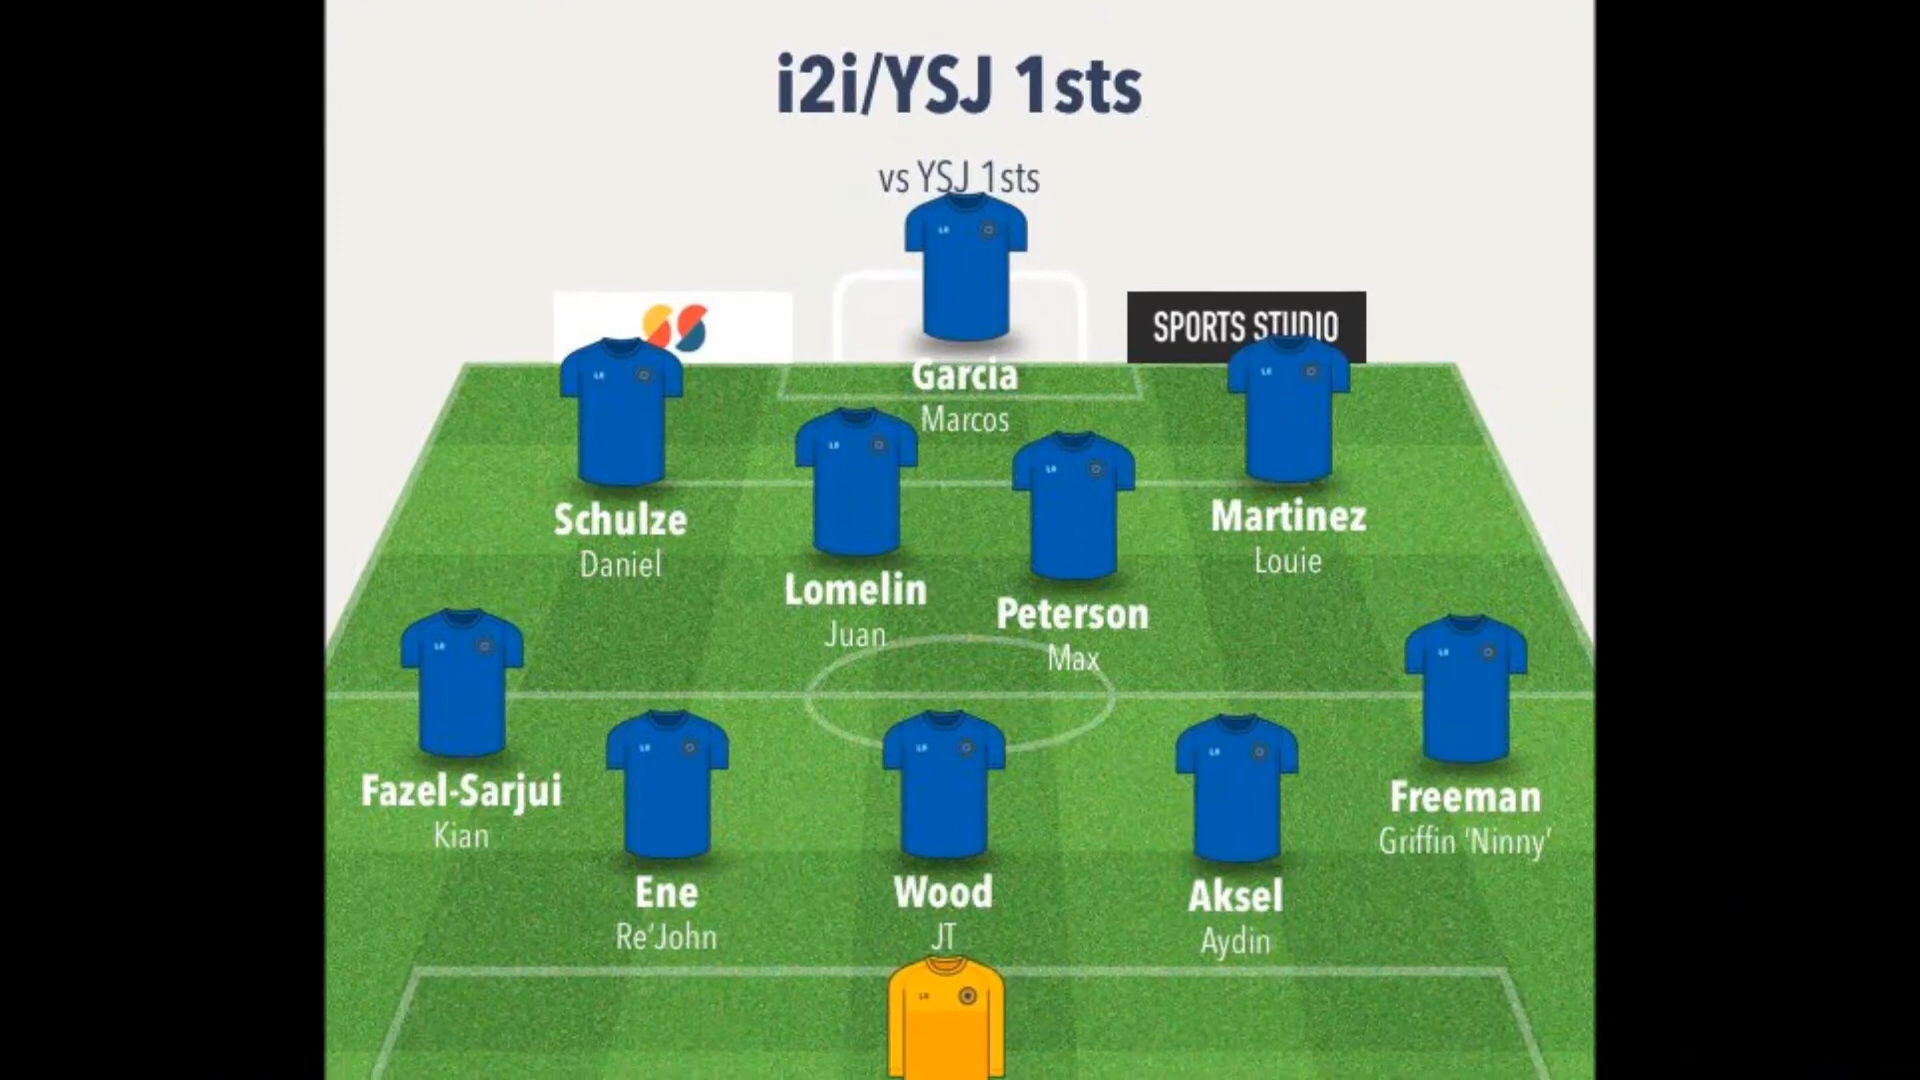 i2i/YSJ 1sts
vs YSJ 1sts
SPORTS STUDIO
Garcia
Marcos
Schulze
Daniel
Martinez
Louie
Lomelin
Juan
Peterson
Max
Fazel-Sarjui
Kian
Freeman
Griffin ‘Ninny’
Ene
Re’John
Wood
JT
Aksel
Aydin